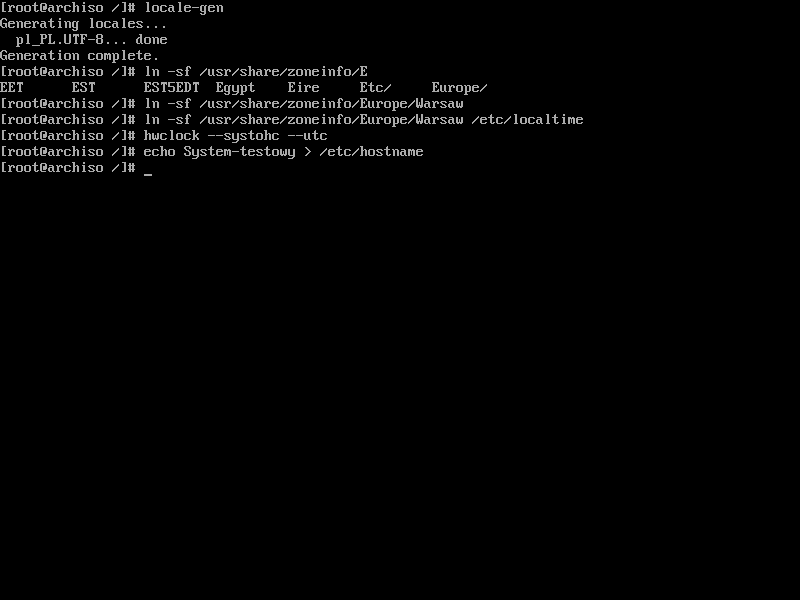 [root@archiso /]# locale-gen
Generating locales...
  pl_PL.UTF-8... done
Generation complete.
[root@archiso /]# ln -sf /usr/share/zoneinfo/E
EET      EST      EST5EDT  Egypt    Eire     Etc/     Europe/
[root@archiso /]# ln -sf /usr/share/zoneinfo/Europe/Warsaw
[root@archiso /]# ln -sf /usr/share/zoneinfo/Europe/Warsaw /etc/localtime
[root@archiso /]# hwclock --systohc --utc
[root@archiso /]# echo System-testowy > /etc/hostname
[root@archiso /]# _